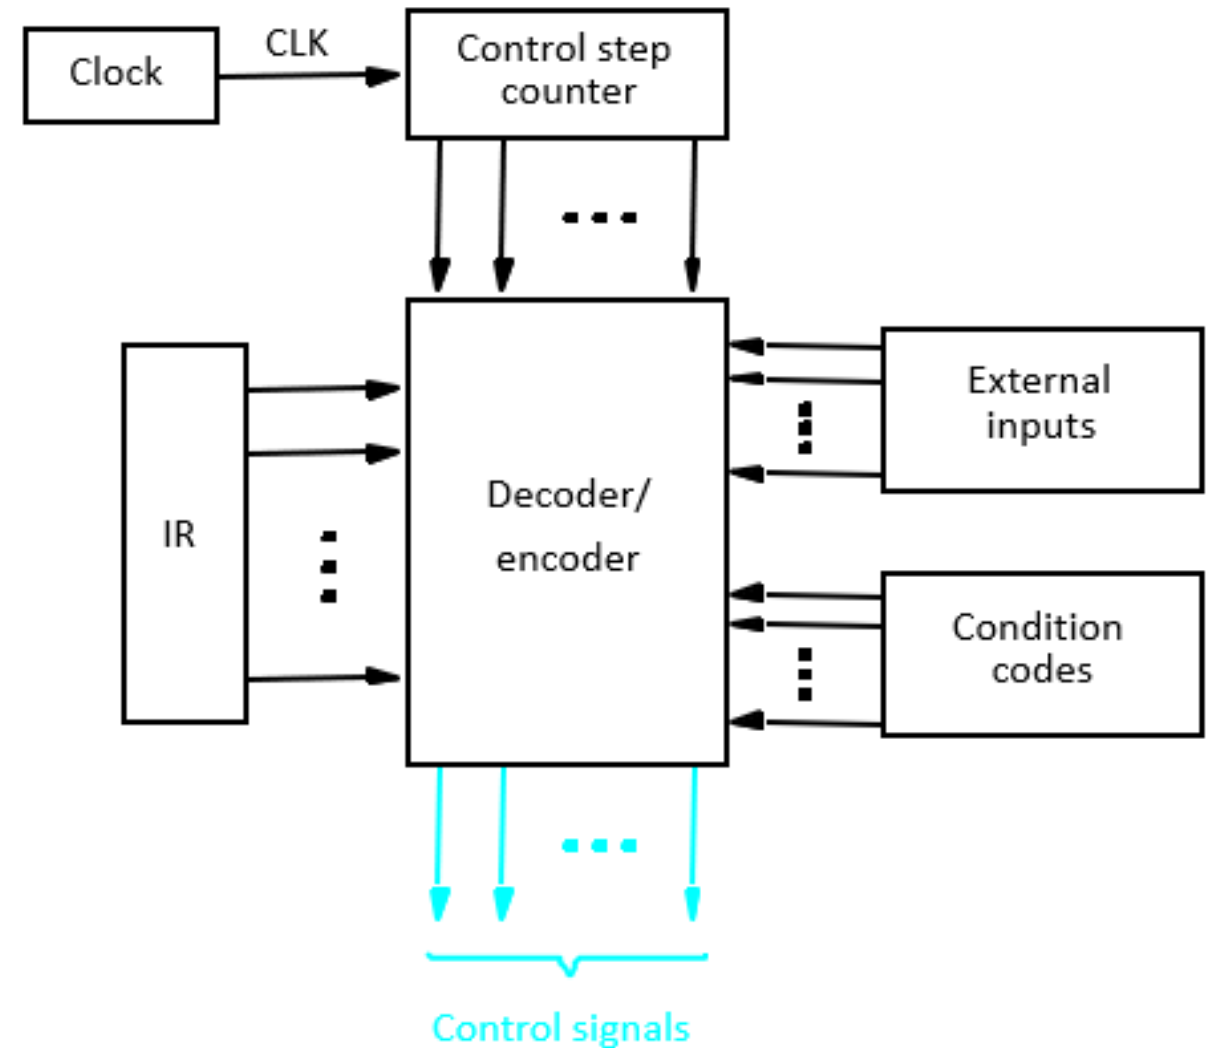 Clock
CLK
Control step
counter
IR
Decoder/
encoder
External
inputs
Condition
codes
Control signals